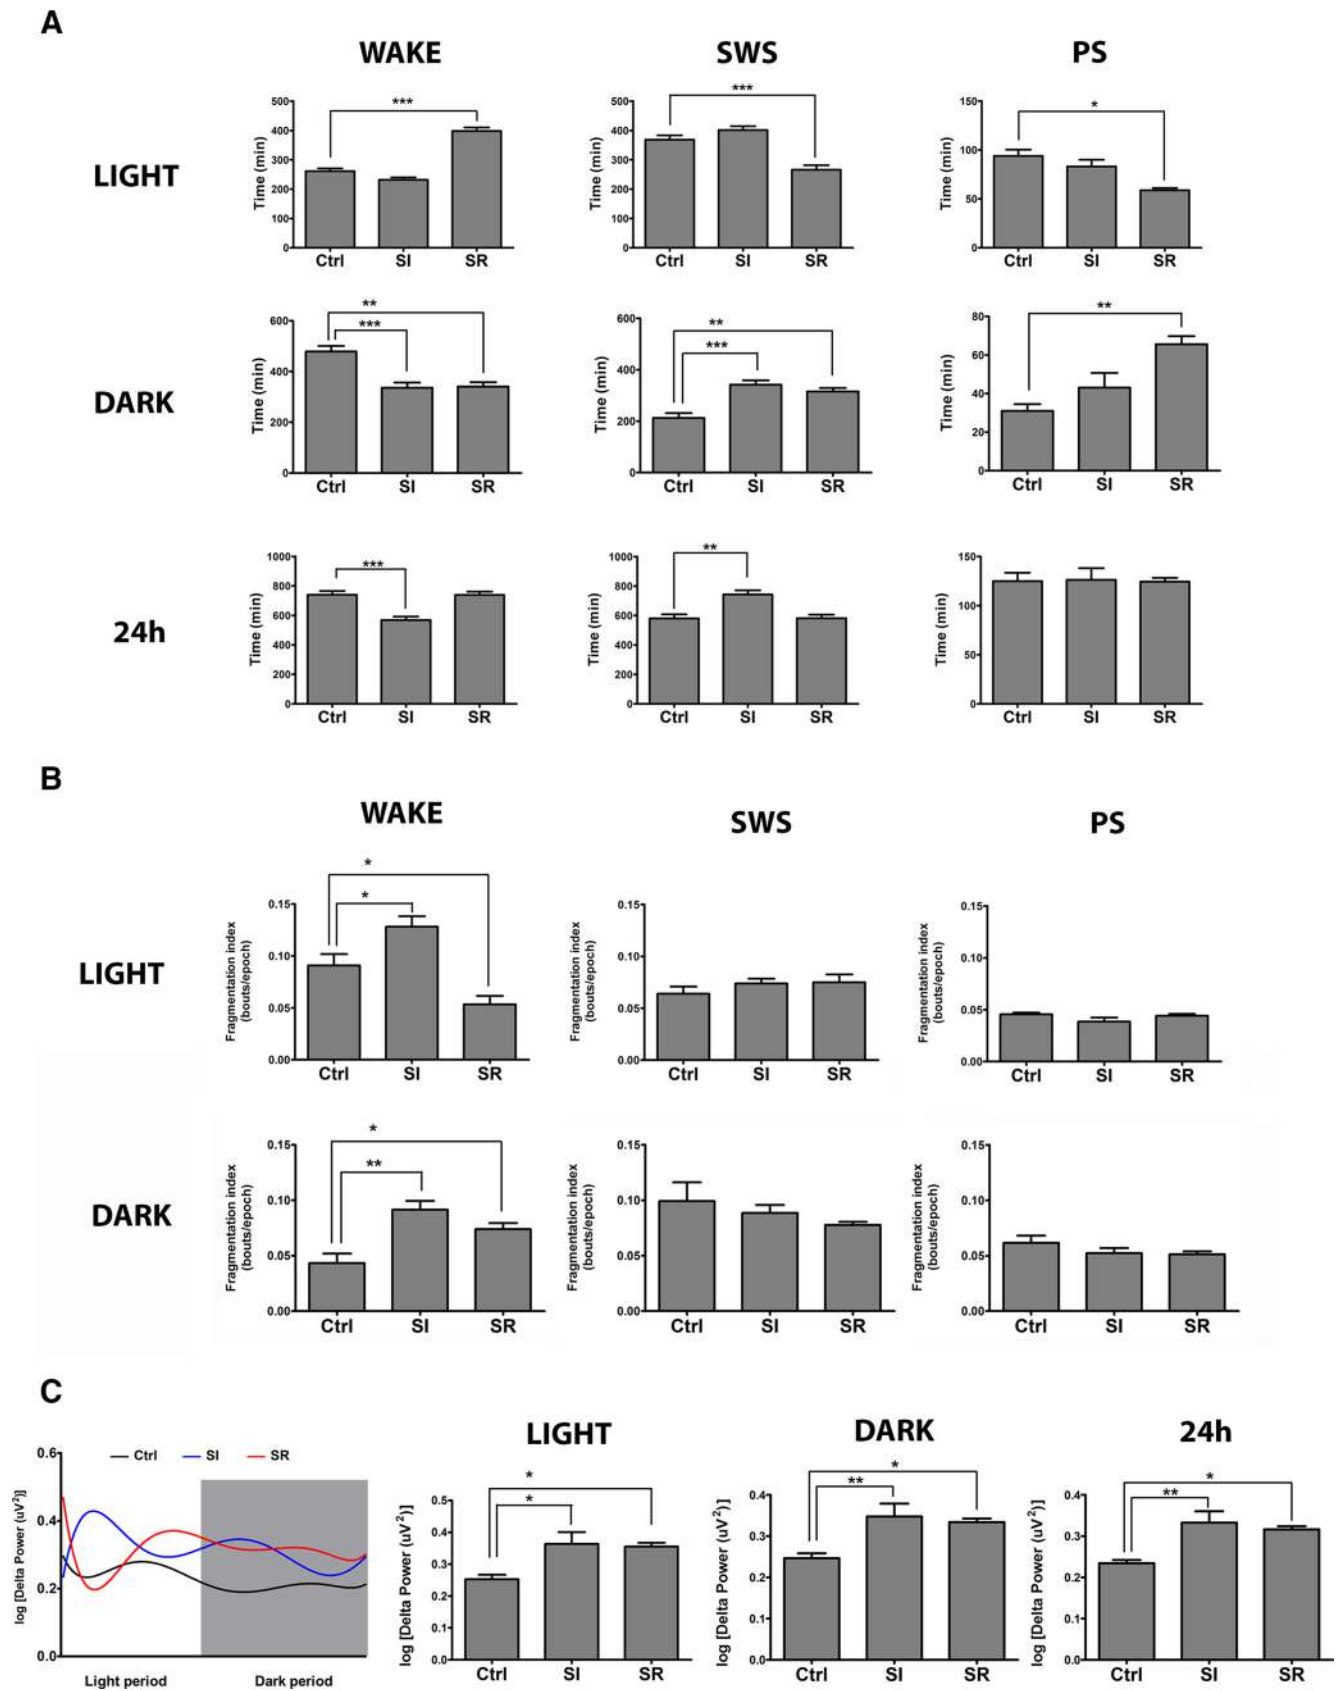 A
WAKE SWS PS
LIGHT
Time (min)
500
400
300
200
100
0
***
Ctrl SI SR
Time (min)
500
400
300
200
100
0
***
Ctrl SI SR
Time (min)
150
100
50
0
*
Ctrl SI SR
DARK
Time (min)
600
400
200
0
**
***
Ctrl SI SR
Time (min)
600
400
200
0
**
***
Ctrl SI SR
Time (min)
80
60
40
20
0
**
Ctrl SI SR
24h
Time (min)
1000
800
600
400
200
0
***
Ctrl SI SR
Time (min)
1000
800
600
400
200
0
**
Ctrl SI SR
Time (min)
150
100
50
0
Ctrl SI SR
B
WAKE SWS PS
LIGHT
Fragmentation index
(bouts/epoch)
0.15
0.10
0.05
0.00
*
*
Ctrl SI SR
Fragmentation index
(bouts/epoch)
0.15
0.10
0.05
0.00
Ctrl SI SR
Fragmentation index
(bouts/epoch)
0.15
0.10
0.05
0.00
Ctrl SI SR
DARK
Fragmentation index
(bouts/epoch)
0.15
0.10
0.05
0.00
*
**
Ctrl SI SR
Fragmentation index
(bouts/epoch)
0.15
0.10
0.05
0.00
Ctrl SI SR
Fragmentation index
(bouts/epoch)
0.15
0.10
0.05
0.00
Ctrl SI SR
C
log [Delta Power (uV²)]
0.6
0.4
0.2
0.0
Ctrl SI SR
Light period Dark period
LIGHT
log [Delta Power (uV²)]
0.5
0.4
0.3
0.2
0.1
0.0
*
*
Ctrl SI SR
DARK
log [Delta Power (uV²)]
0.4
0.3
0.2
0.1
0.0
*
**
Ctrl SI SR
24h
log [Delta Power (uV²)]
0.4
0.3
0.2
0.1
0.0
*
**
Ctrl SI SR